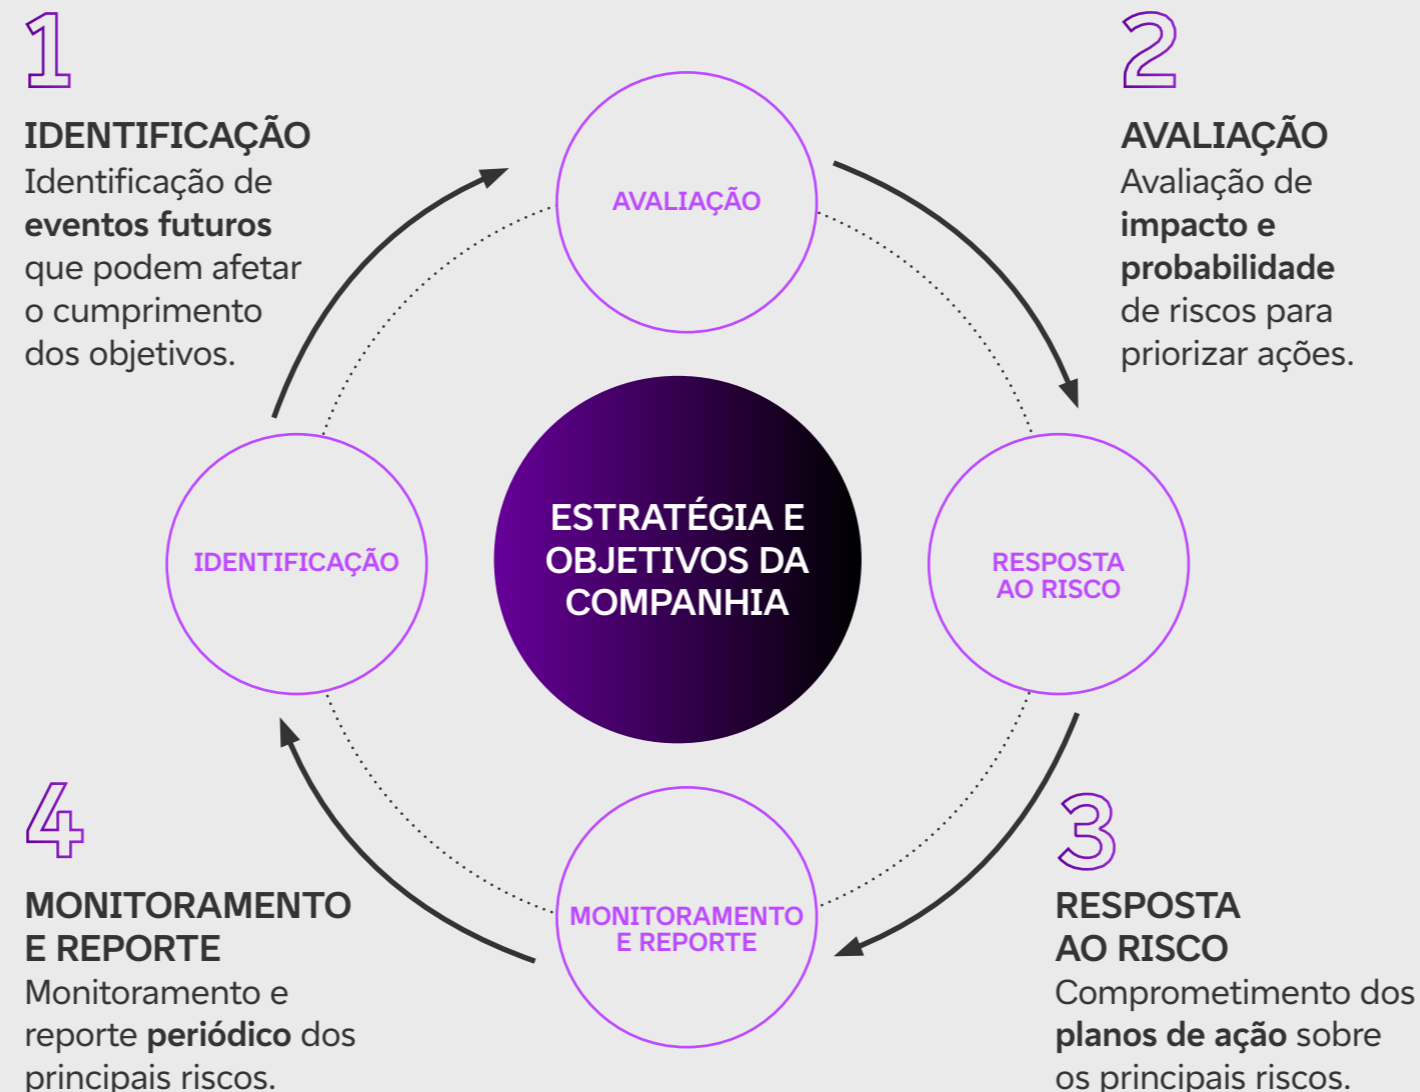 1
IDENTIFICAÇÃO
Identificação de
eventos futuros
que podem afetar
o cumprimento
dos objetivos.
2
AVALIAÇÃO
Avaliação de
impacto e
probabilidade
de riscos para
priorizar ações.
AVALIAÇÃO
IDENTIFICAÇÃO
ESTRATÉGIA E
OBJETIVOS DA
COMPANHIA
RESPOSTA
AO RISCO
MONITORAMENTO
E REPORTE
4
MONITORAMENTO
E REPORTE
Monitoramento e
reporte periódico dos
principais riscos.
3
RESPOSTA
AO RISCO
Comprometimento dos
planos de ação sobre
os principais riscos.